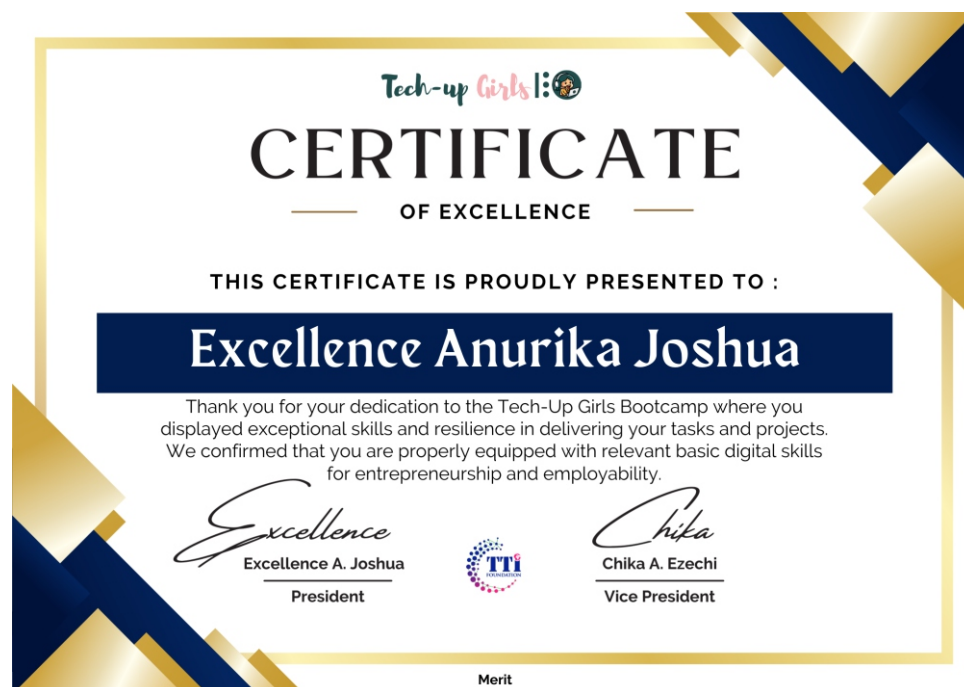 Tech-up Girls
CERTIFICATE
OF EXCELLENCE
THIS CERTIFICATE IS PROUDLY PRESENTED TO :
Excellence Anurika Joshua
Thank you for your dedication to the Tech-Up Girls Bootcamp where you
displayed exceptional skills and resilience in delivering your tasks and projects.
We confirmed that you are properly equipped with relevant basic digital skills
for entrepreneurship and employability.
Excellence
Chika
Excellence A. Joshua
President
TTi
FOUNDATION
Chika A. Ezechi
Vice President
Merit